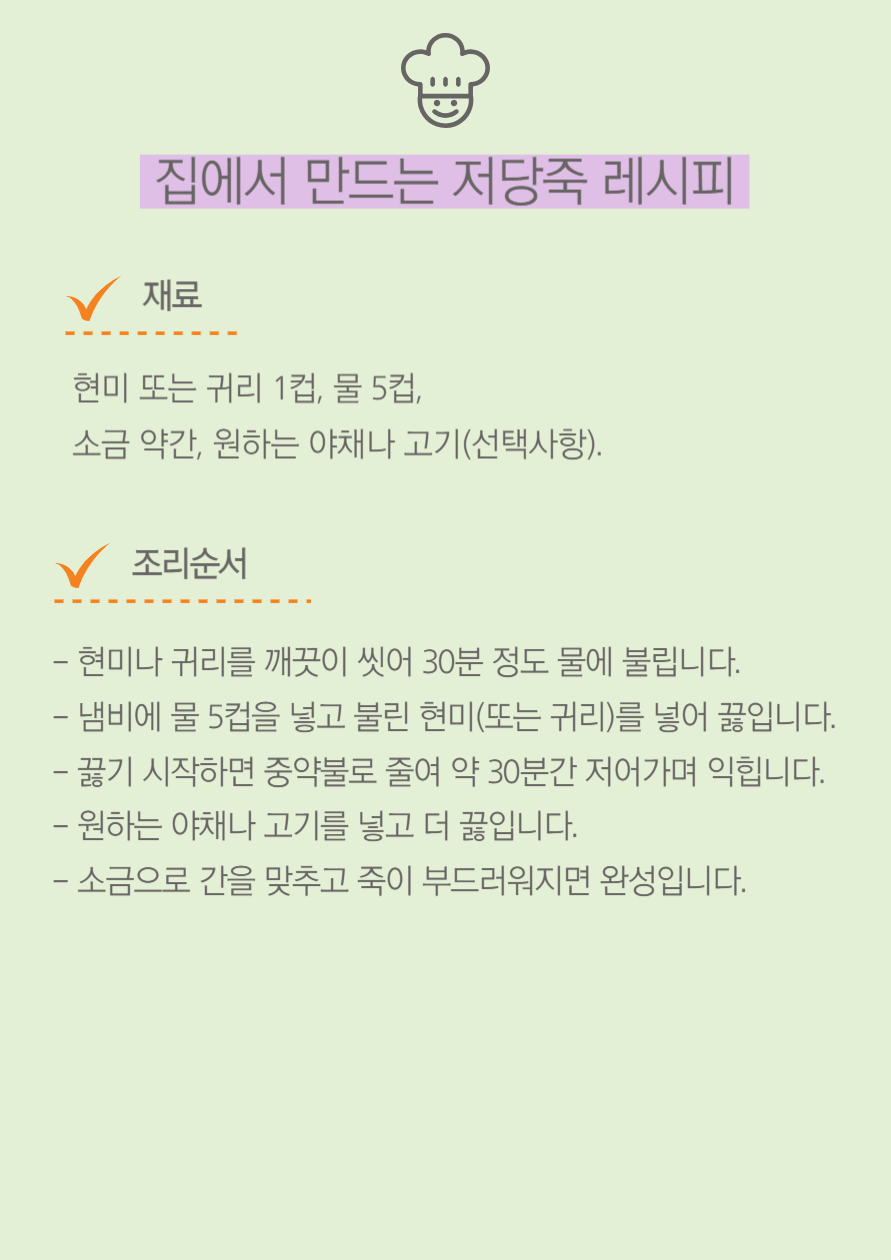 집에서 만드는 저당죽 레시피
재료
현미 또는 귀리 1컵, 물 5컵,
소금 약간, 원하는 야채나 고기(선택사항).
조리순서
- 현미나 귀리를 깨끗이 씻어 30분 정도 물에 불립니다.
- 냄비에 물 5컵을 넣고 불린 현미(또는 귀리)를 넣어 끓입니다.
- 끓기 시작하면 중약불로 줄여 약 30분간 저어가며 익힙니다.
- 원하는 야채나 고기를 넣고 더 끓입니다.
- 소금으로 간을 맞추고 죽이 부드러워지면 완성입니다.